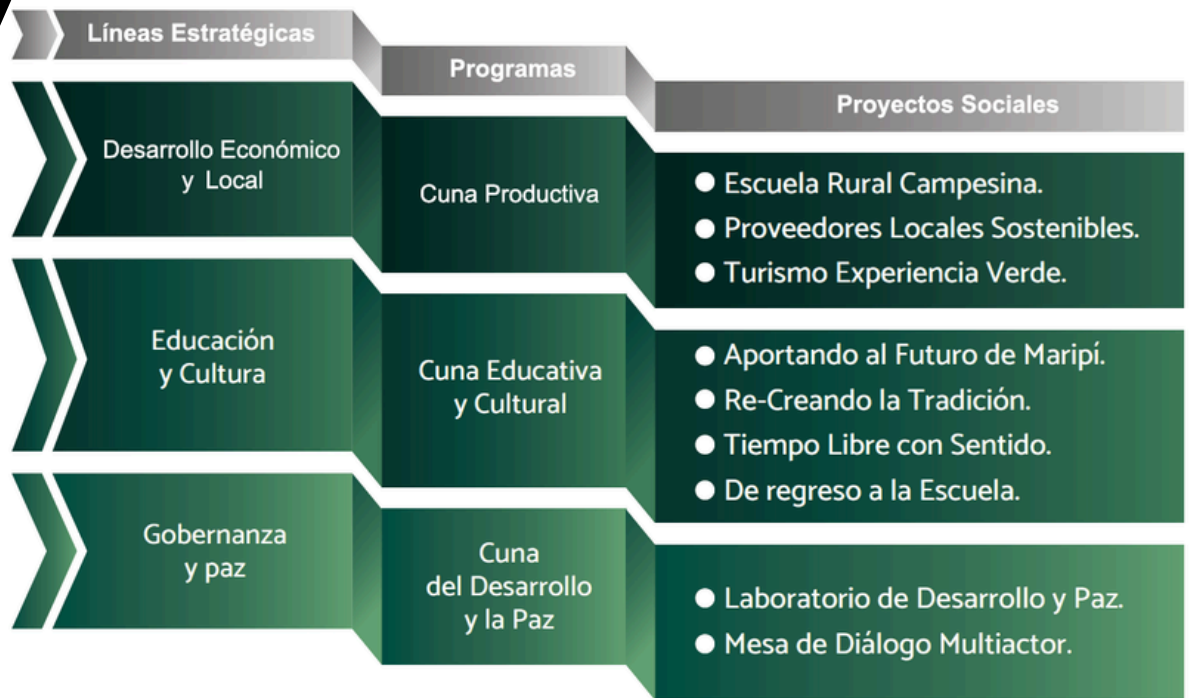 Líneas Estratégicas
Programas
Proyectos Sociales
Desarrollo Económico
y Local
Cuna Productiva
● Escuela Rural Campesina.
● Proveedores Locales Sostenibles.
● Turismo Experiencia Verde.
Educación
y Cultura
Cuna Educativa
y Cultural
● Aportando al Futuro de Maripí.
● Re-Creando la Tradición.
● Tiempo Libre con Sentido.
● De regreso a la Escuela.
Gobernanza
y paz
Cuna
del Desarrollo
y la Paz
● Laboratorio de Desarrollo y Paz.
● Mesa de Diálogo Multiactor.